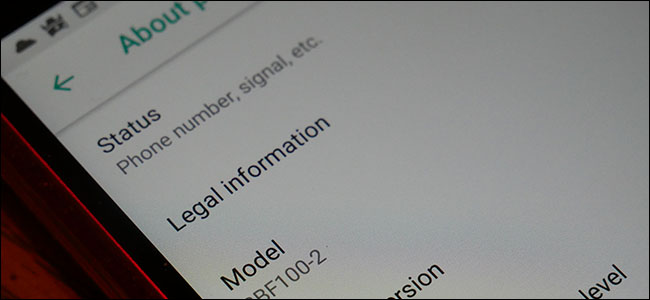 About p
Status
Phone number, signal, etc.
Legal information
Model
BF100-2
ersion
level